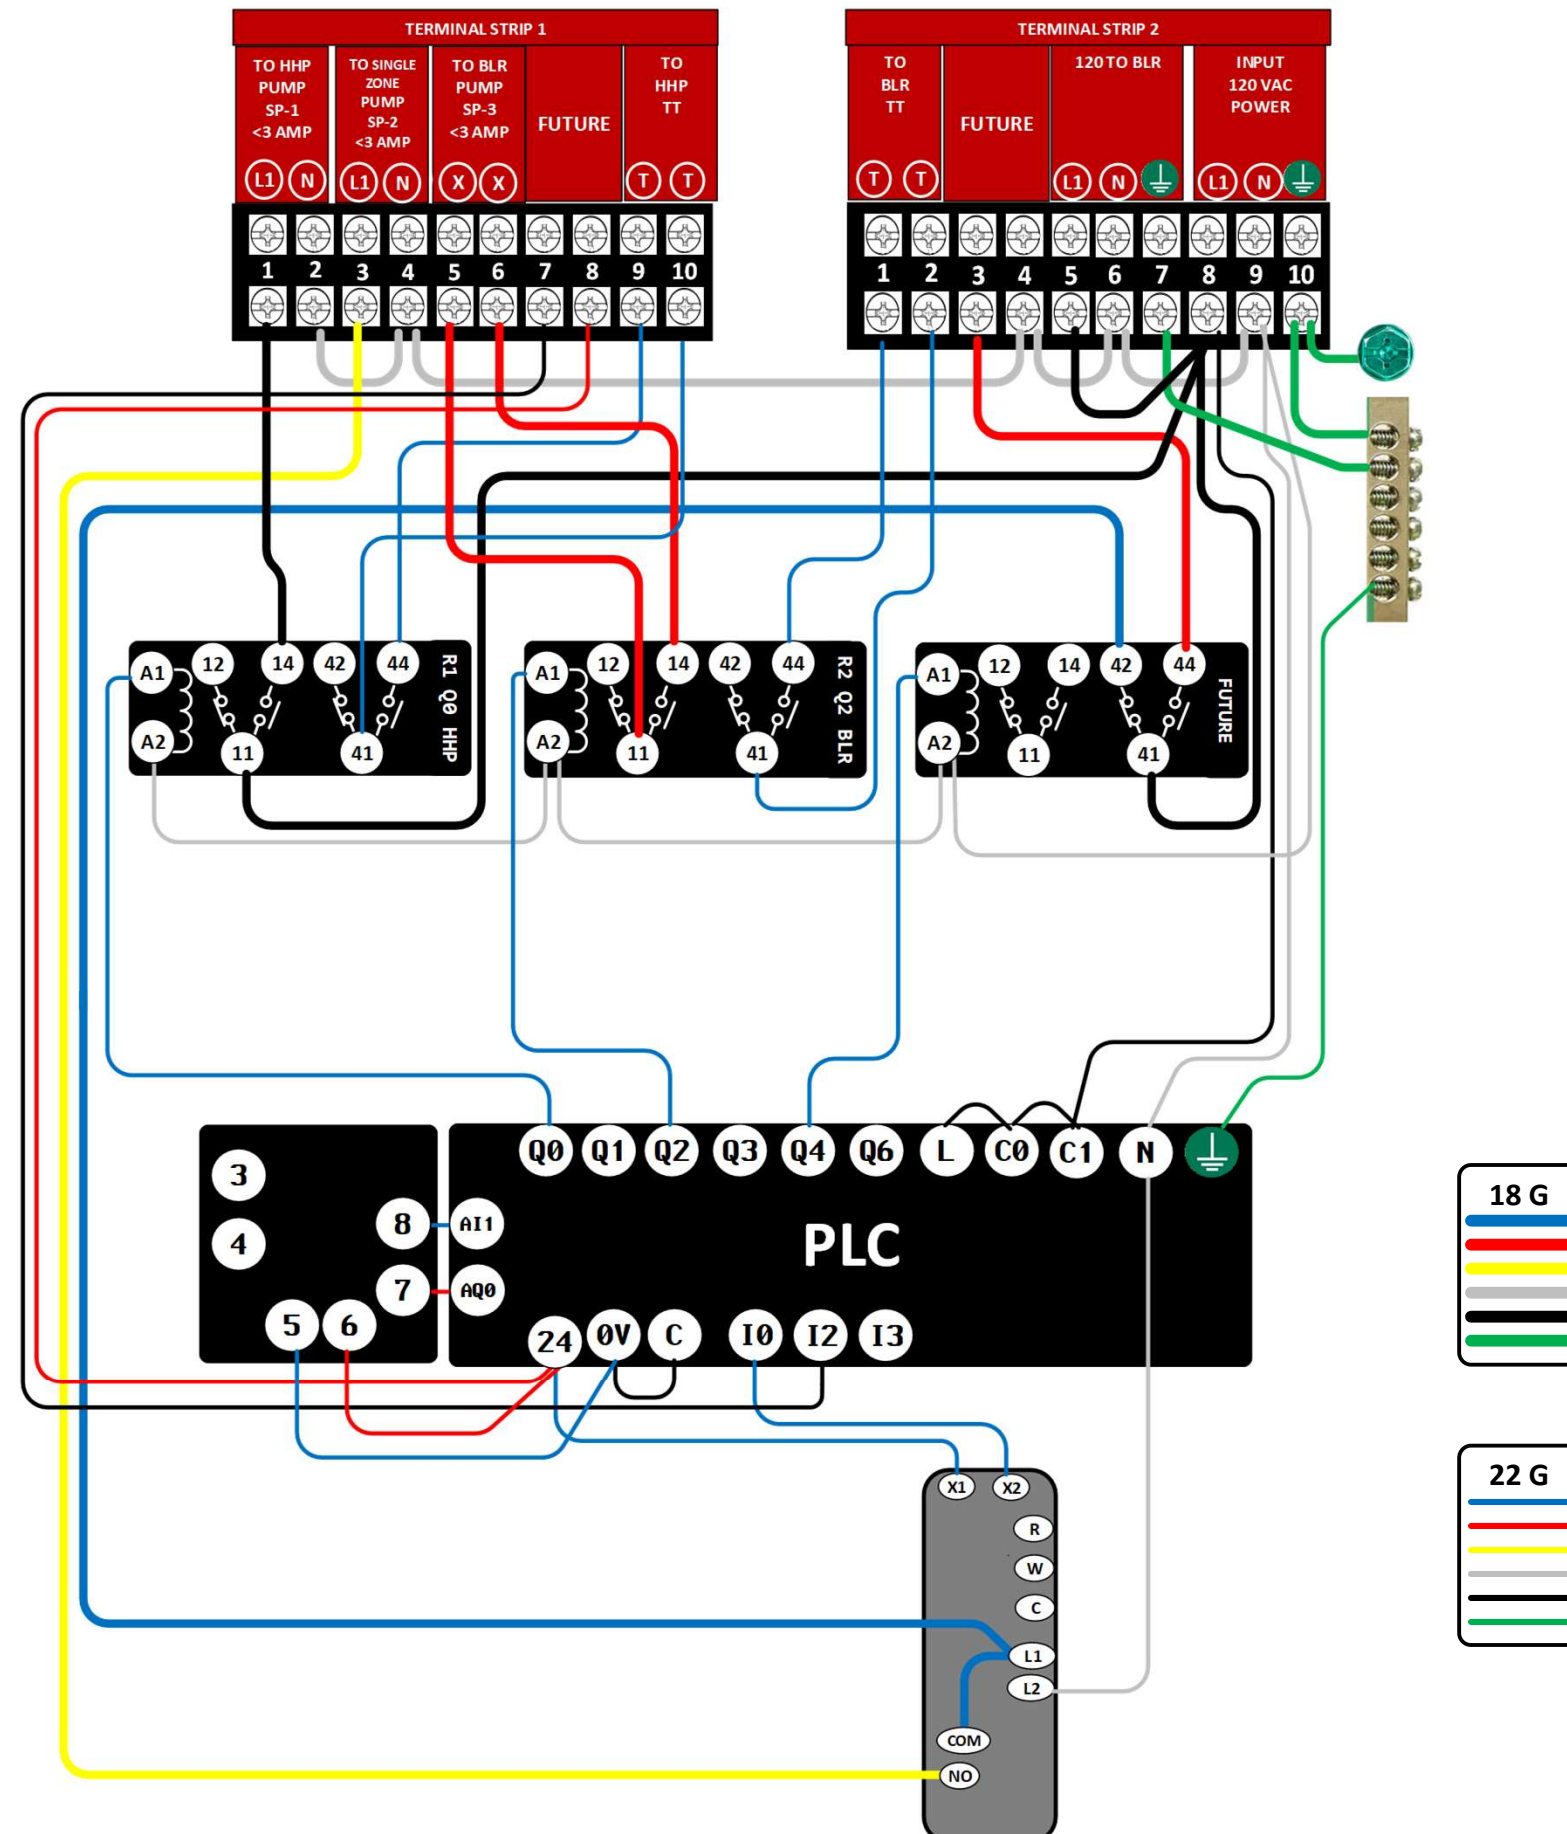 TERMINAL STRIP 1
TO HHP
PUMP
SP-1
<3 AMP
L1 N
TO SINGLE
ZONE
PUMP
SP-2
<3 AMP
L1 N
TO BLR
PUMP
SP-3
<3 AMP
X X
FUTURE
TO
HHP
TT
T T
1 2 3 4 5 6 7 8 9 10
TERMINAL STRIP 2
TO
BLR
TT
T T
FUTURE
120 TO BLR
L1 N
INPUT
120 VAC
POWER
L1 N
1 2 3 4 5 6 7 8 9 10
A1 12 14 42 44
A2 11 41
R1 Q0 HHP
A1 12 14 42 44
A2 11 41
R2 Q2 BLR
A1 12 14 42 44
A2 11 41
FUTURE
3
4
8
7
5 6
Q0 Q1 Q2 Q3 Q4 Q6 L C0 C1 N
AI1
AQ0
PLC
24 0V C I0 I2 I3
18 G
22 G
X1 X2
R
W
C
L1
L2
COM
NO